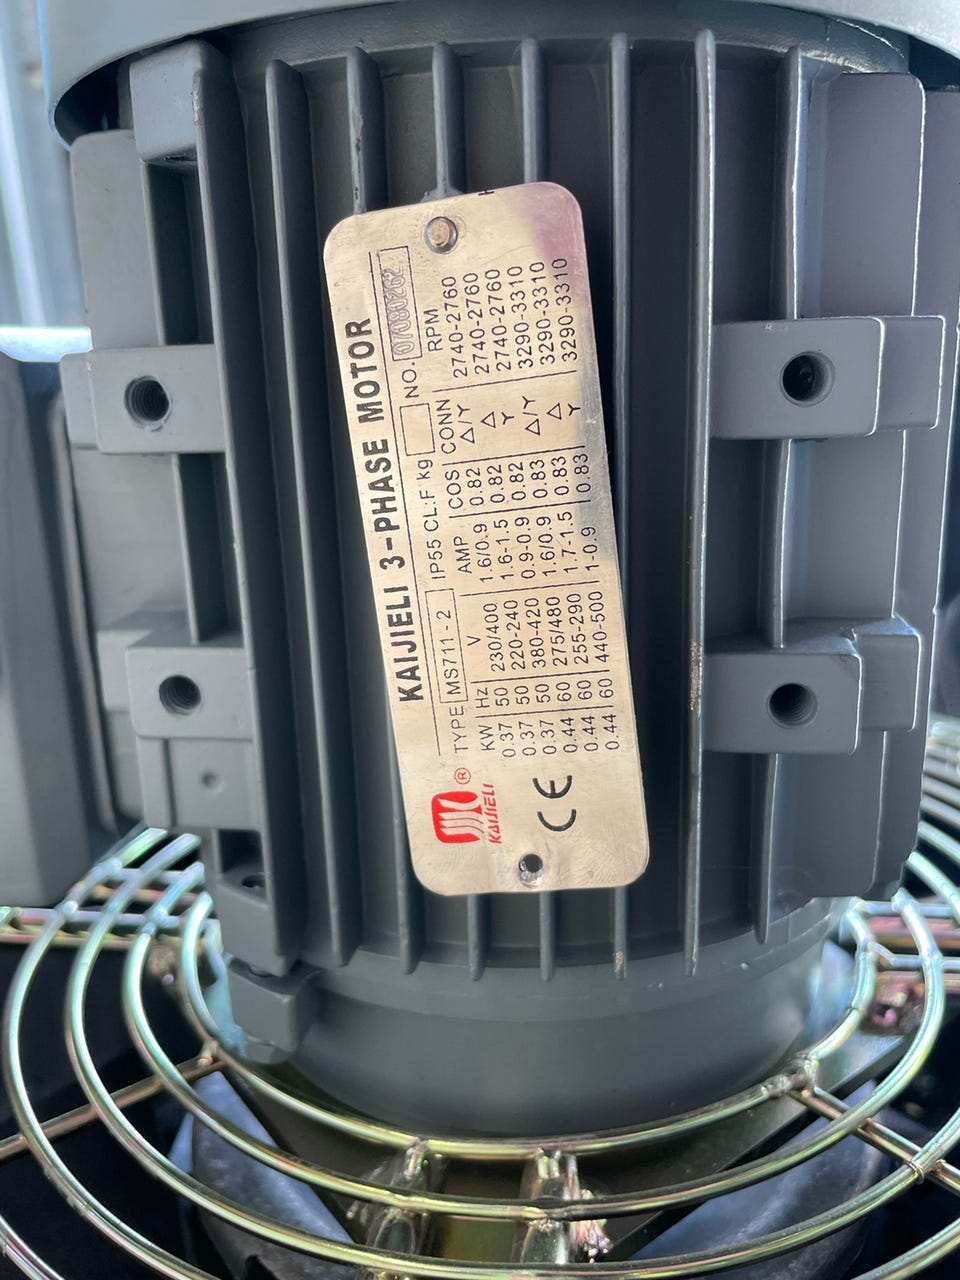 KAIJIELI 3-PHASE MOTOR
TYPE MS711-2 IP55 CL:F kg NO. 07080262
KW Hz V AMP COS CONN RPM
0.37 50 230/400 1.6/0.9 0.82 Δ/Y 2740-2760
0.37 50 220-240 1.6-1.5 0.82 Δ 2740-2760
0.37 50 380-420 0.9-0.9 0.82 Y 2740-2760
0.44 60 275/480 1.6/0.9 0.83 Δ/Y 3290-3310
0.44 60 255-290 1.7-1.5 0.83 Δ 3290-3310
0.44 60 440-500 1-0.9 0.83 Y 3290-3310
®
KAIJIELI
CE